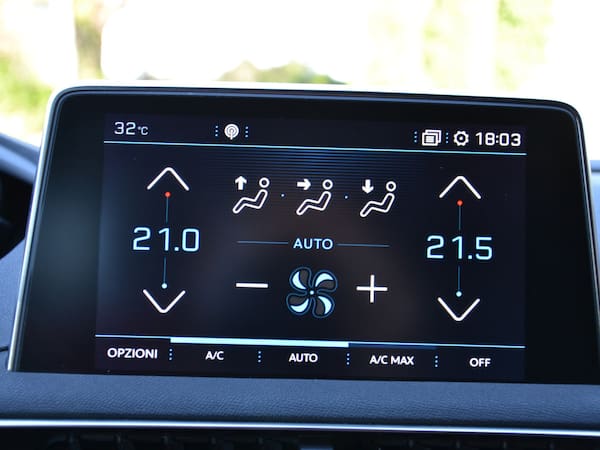 32°C 18:03
21.0 AUTO 21.5
OPZIONI A/C AUTO A/C MAX OFF